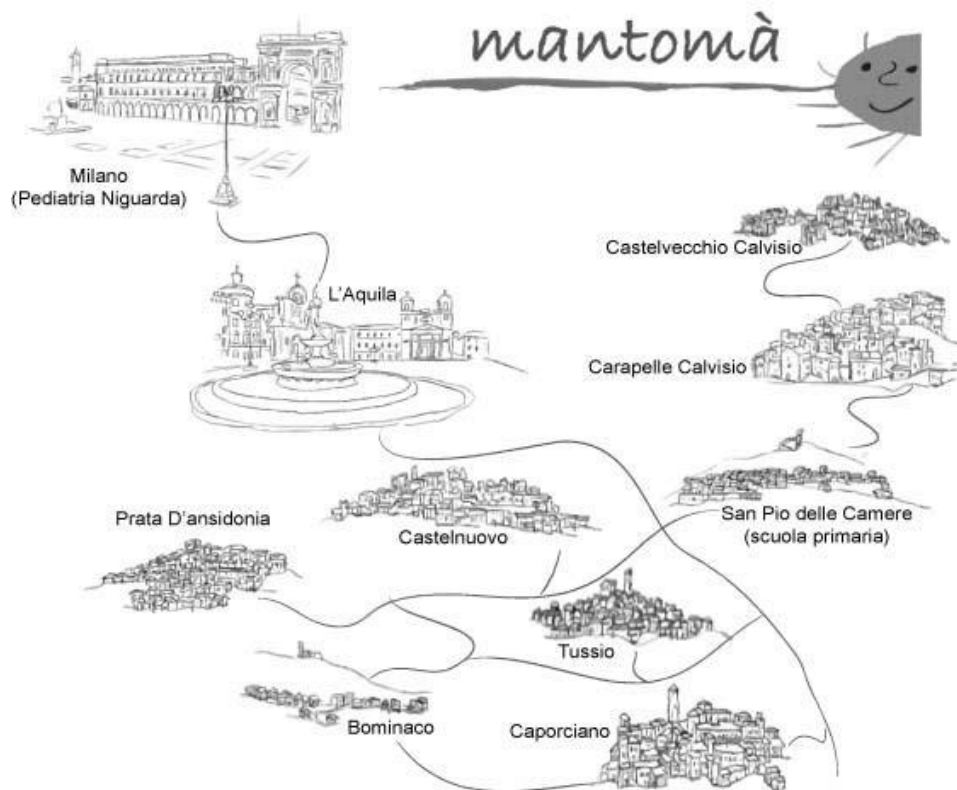 mantomà
Milano
(Pediatria Niguarda)
Castelvecchio Calvisio
L'Aquila
Carapelle Calvisio
San Pio delle Camere
(scuola primaria)
Prata D'ansidonia
Castelnuovo
Tussio
Bominaco
Caporciano